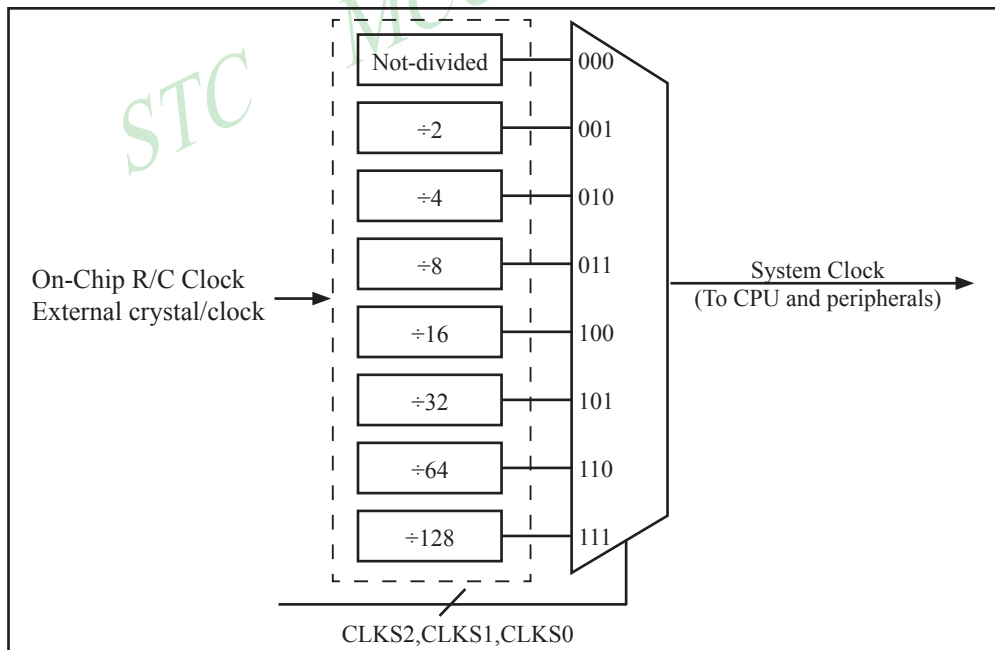 STC MCU
Not-divided
000
÷2
001
÷4
010
÷8
011
÷16
100
÷32
101
÷64
110
÷128
111
On-Chip R/C Clock
External crystal/clock
System Clock
(To CPU and peripherals)
CLKS2,CLKS1,CLKS0